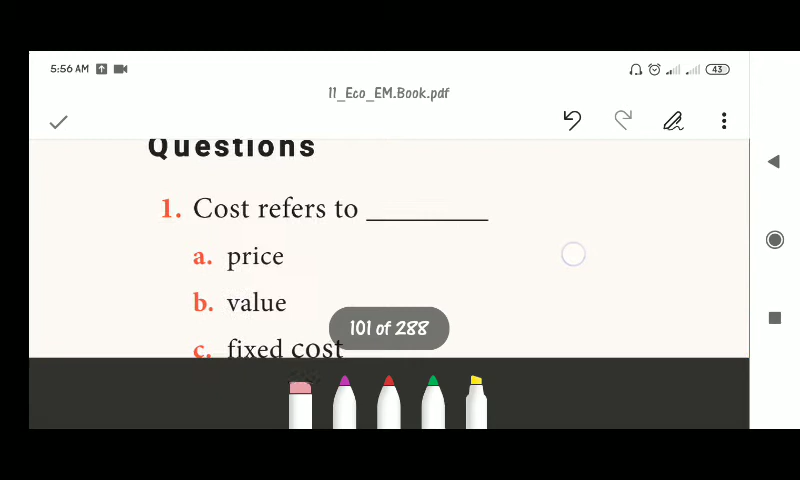 5:56 AM
43
11_Eco_EM.Book.pdf
Questions
1. Cost refers to ________
a. price
b. value
101 of 288
c. fixed cost